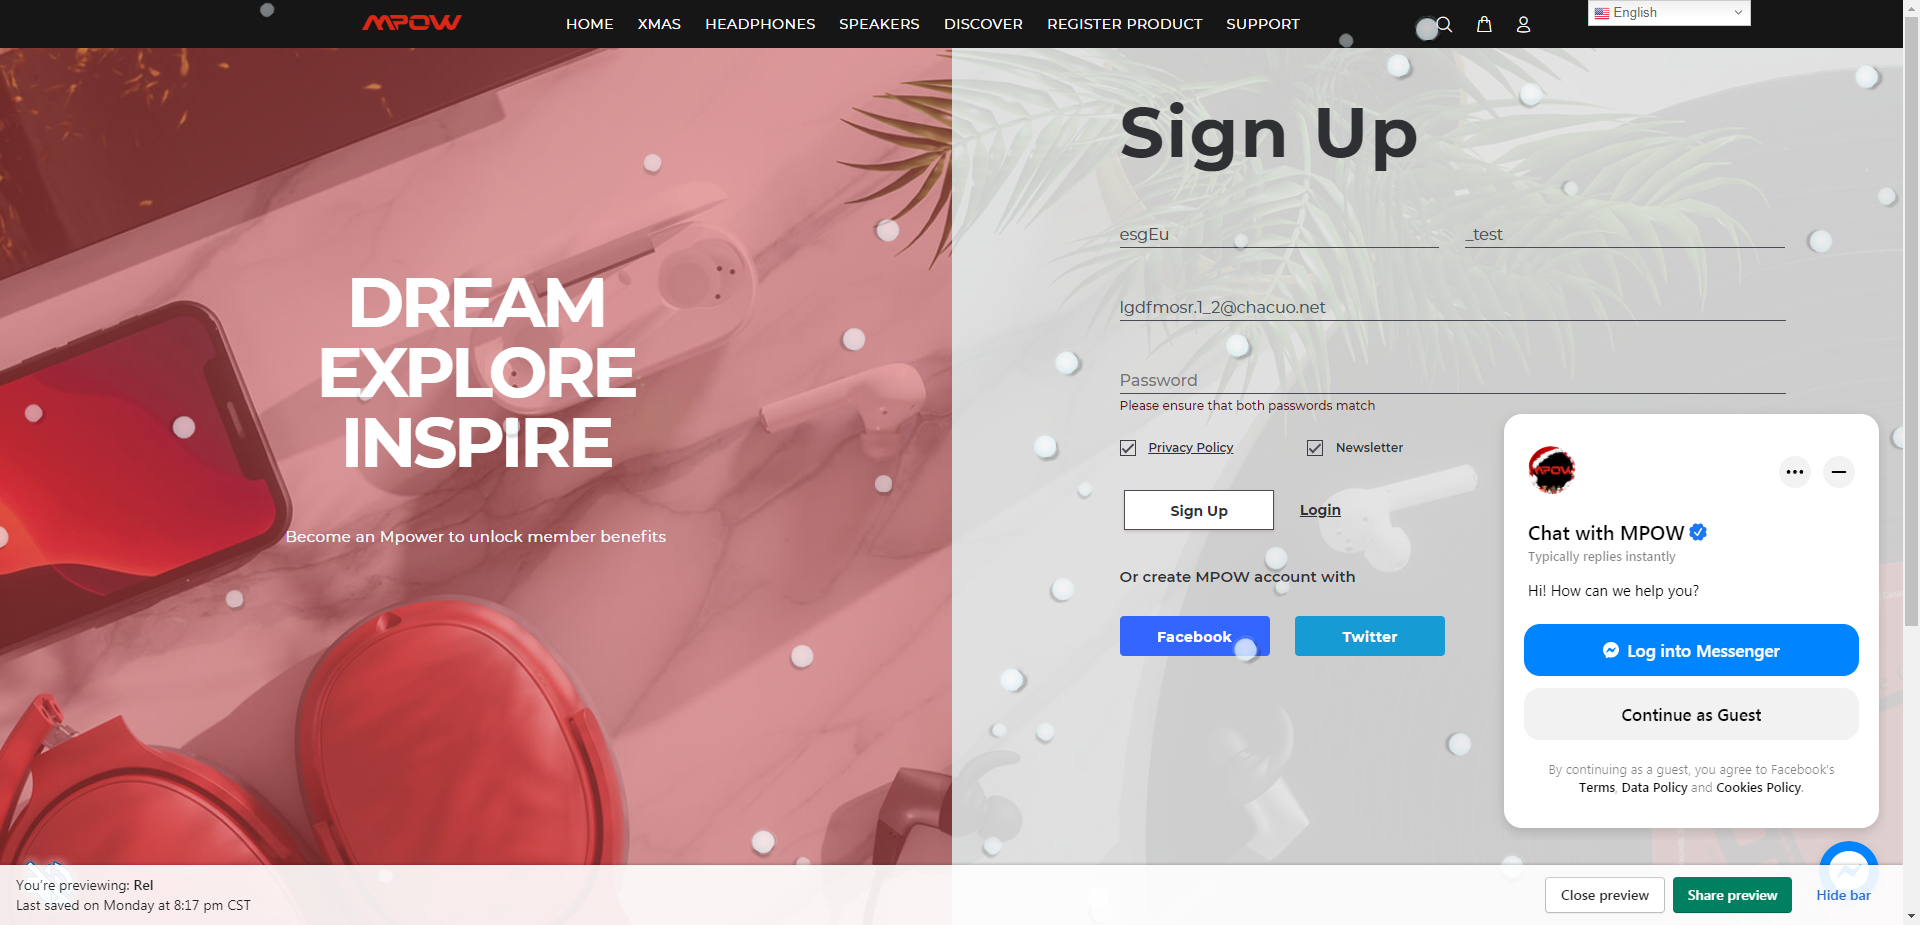 MPOW
HOME XMAS HEADPHONES SPEAKERS DISCOVER REGISTER PRODUCT SUPPORT
English
DREAM
EXPLORE
INSPIRE
Become an Mpower to unlock member benefits
Sign Up
esgEu
_test
lgdfmosr.1_2@chacuo.net
Password
Please ensure that both passwords match
Privacy Policy
Newsletter
Sign Up
Login
Or create MPOW account with
Facebook
Twitter
MPOW
Chat with MPOW
Typically replies instantly
Hi! How can we help you?
Log into Messenger
Continue as Guest
By continuing as a guest, you agree to Facebook's
Terms, Data Policy and Cookies Policy.
You're previewing: Rel
Last saved on Monday at 8:17 pm CST
Close preview
Share preview
Hide bar